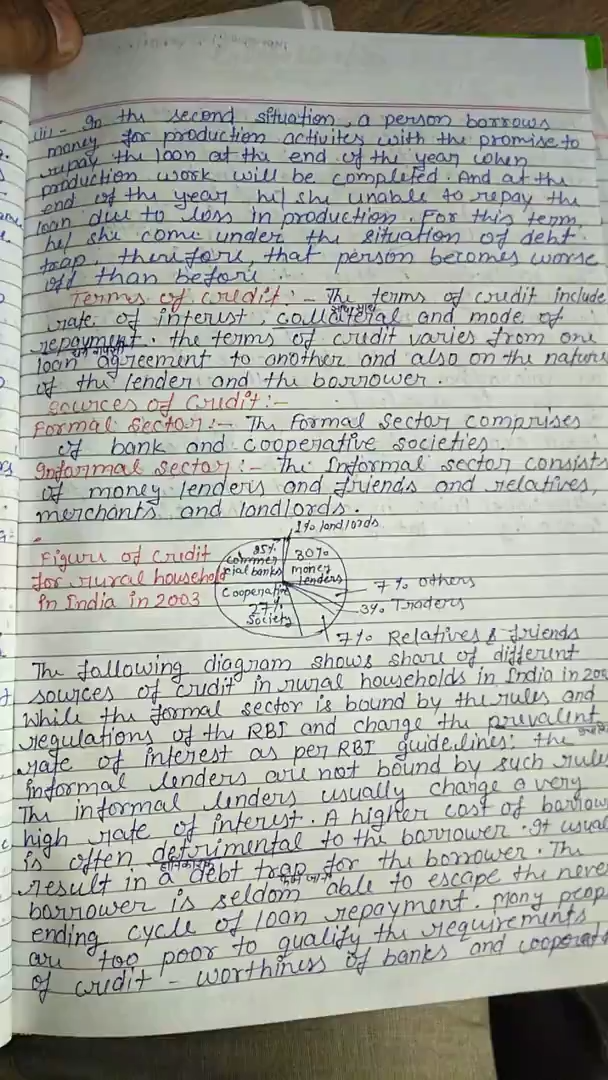 (ii) - In the second situation, a person borrows
money for production activites with the promise to
repay the loan at the end of the year when
production work will be completed. And at the
end of the year he/she unable to repay the
loan due to loss in production. For this term,
he/she come under the situation of debt
trap, therefore, that person becomes worse
off than before
Terms of credit :- The terms of credit include
rate of interest, collateral and mode of
repayment. the terms of credit varies from one
loan agreement to another and also on the nature
of the lender and the borrower.
Sources of Credit :-
Formal Sector :- The formal sector comprises
of bank and cooperative societies.
Informal sector :- The Informal sector consists
of money lenders and friends and relatives,
merchants and landlords.
Figure of credit
for rural household
in India in 2003
1% landlords
25%
commer
cial banks
30%
money
lenders
Cooperative
27%
Society
7% others
3% Traders
7% Relatives & friends
The following diagram shows share of different
sources of credit in rural households in India in
While the formal sector is bound by the rules and
regulations of the RBI and charge the prevalent
rate of interest as per RBI guidelines: the
informal lenders are not bound by such rules
The informal lenders usually charge a very
high rate of interest. A higher cost of barrow
is often detrimental to the barrower. It usual
हानिकारक
result in a debt trap for the borrower. The
barrower is seldom able to escape the never
ending cycle of loan repayment. Many peop
are too poor to qualify the requirements
of credit - worthiness of banks and cooperat